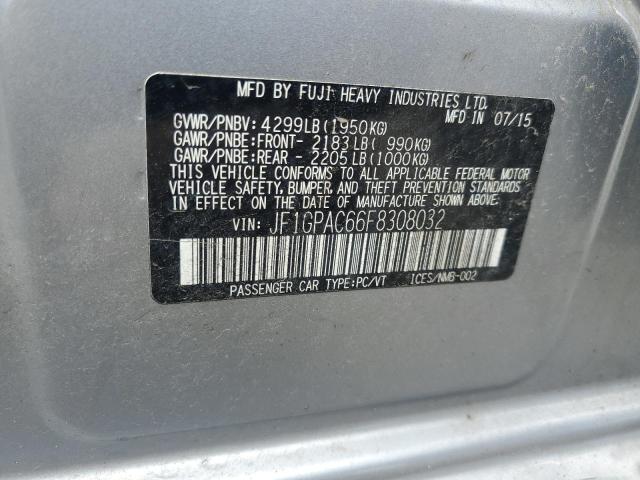 MFD BY FUJI HEAVY INDUSTRIES LTD.
MFD IN 07/15
GVWR/PNBV: 4299LB(1950KG)
GAWR/PNBE:FRONT- 2183LB( 990KG)
GAWR/PNBE:REAR - 2205LB(1000KG)
THIS VEHICLE CONFORMS TO ALL APPLICABLE FEDERAL MOTOR
VEHICLE SAFETY, BUMPER, AND THEFT PREVENTION STANDARDS
IN EFFECT ON THE DATE OF MANUFACTURE SHOWN ABOVE.
VIN: JF1GPAC66F8308032
PASSENGER CAR TYPE:PC/VT ICES/NMB-002